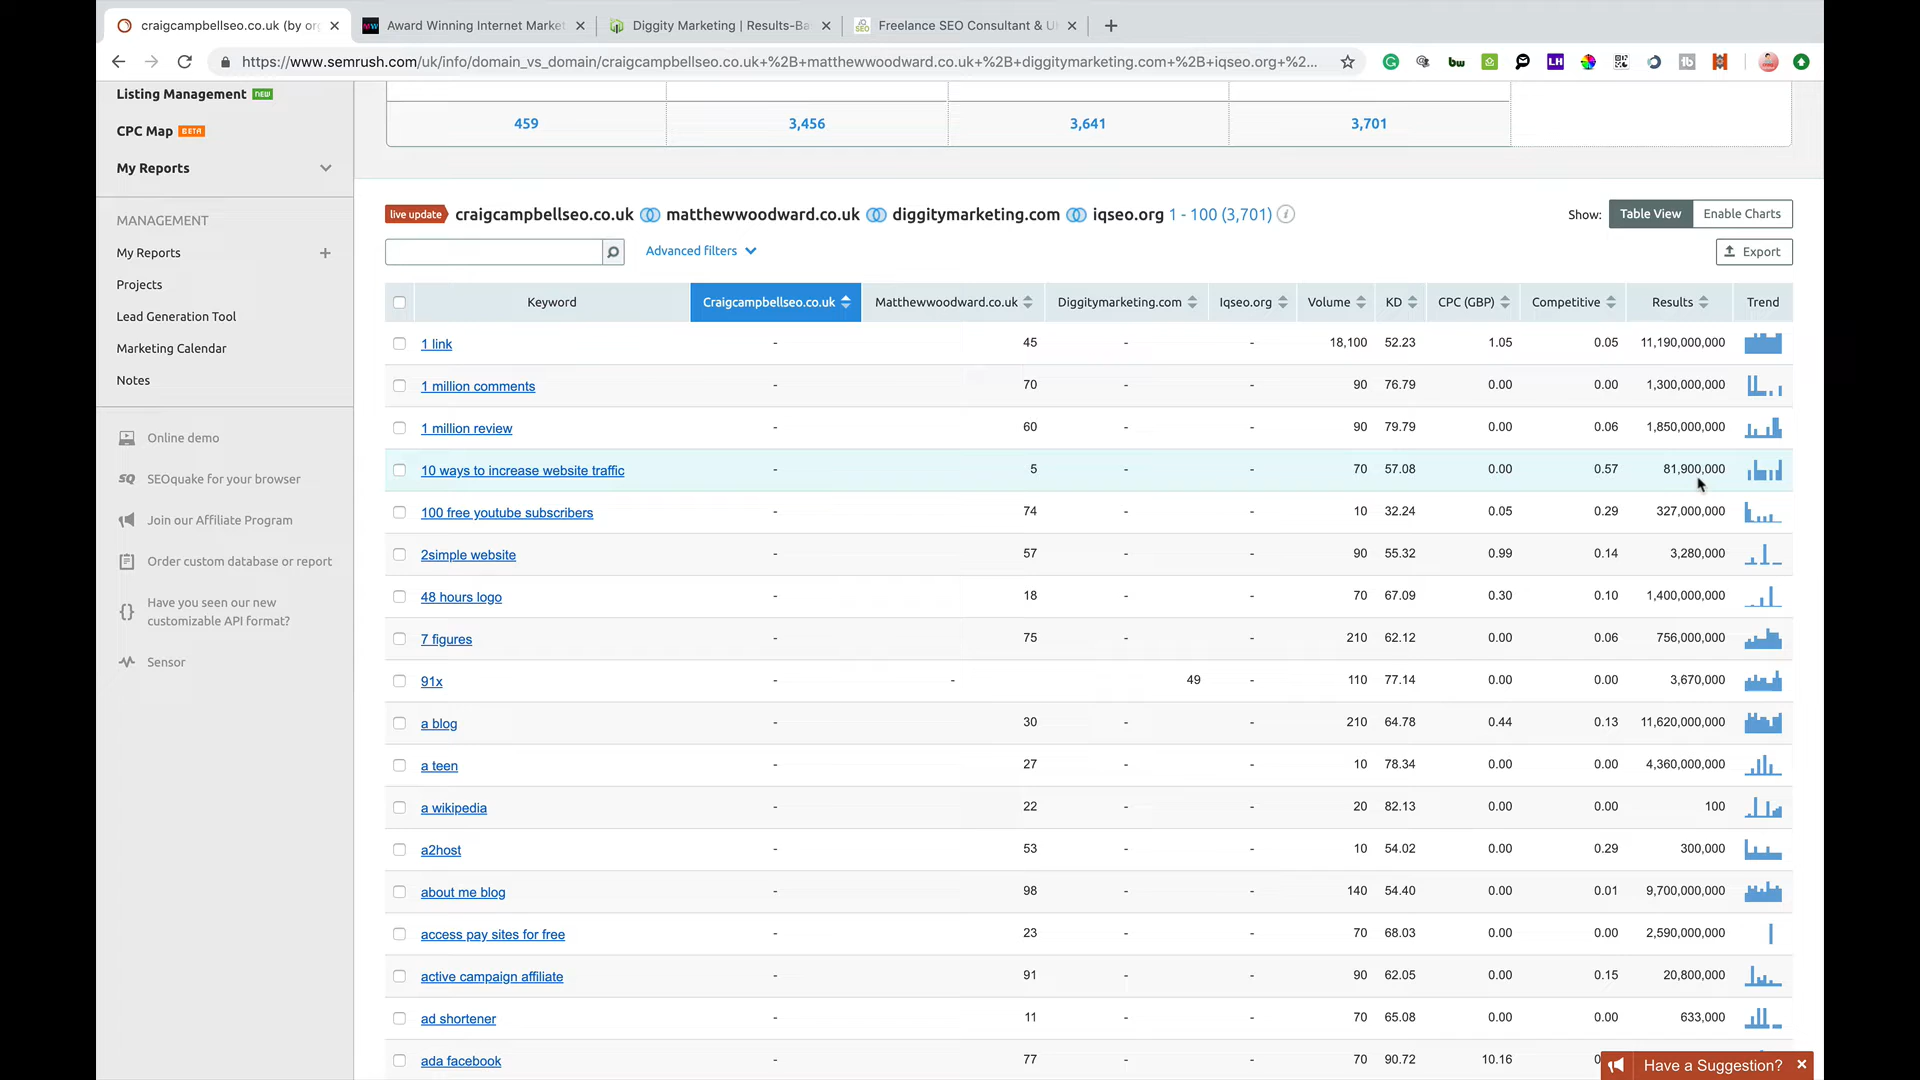 craigcampbellseo.co.uk (by or
Award Winning Internet Market
Diggity Marketing | Results-Ba
Freelance SEO Consultant & U
https://www.semrush.com/uk/info/domain_vs_domain/craigcampbellseo.co.uk+%2B+matthewwoodward.co.uk+%2B+diggitymarketing.com+%2B+iqseo.org+%2...
Listing Management NEW
CPC Map BETA
My Reports
MANAGEMENT
My Reports
Projects
Lead Generation Tool
Marketing Calendar
Notes
Online demo
SEOquake for your browser
Join our Affiliate Program
Order custom database or report
Have you seen our new
customizable API format?
Sensor
459 3,456 3,641 3,701
live update craigcampbellseo.co.uk matthewwoodward.co.uk diggitymarketing.com iqseo.org 1 - 100 (3,701)
Show: Table View Enable Charts
Advanced filters
Export
Keyword Craigcampbellseo.co.uk Matthewwoodward.co.uk Diggitymarketing.com Iqseo.org Volume KD CPC (GBP) Competitive Results Trend
1 link - 45 - - 18,100 52.23 1.05 0.05 11,190,000,000
1 million comments - 70 - - 90 76.79 0.00 0.00 1,300,000,000
1 million review - 60 - - 90 79.79 0.00 0.06 1,850,000,000
10 ways to increase website traffic - 5 - - 70 57.08 0.00 0.57 81,900,000
100 free youtube subscribers - 74 - - 10 32.24 0.05 0.29 327,000,000
2simple website - 57 - - 90 55.32 0.99 0.14 3,280,000
48 hours logo - 18 - - 70 67.09 0.30 0.10 1,400,000,000
7 figures - 75 - - 210 62.12 0.00 0.06 756,000,000
91x - - 49 - 110 77.14 0.00 0.00 3,670,000
a blog - 30 - - 210 64.78 0.44 0.13 11,620,000,000
a teen - 27 - - 10 78.34 0.00 0.00 4,360,000,000
a wikipedia - 22 - - 20 82.13 0.00 0.00 100
a2host - 53 - - 10 54.02 0.00 0.29 300,000
about me blog - 98 - - 140 54.40 0.00 0.01 9,700,000,000
access pay sites for free - 23 - - 70 68.03 0.00 0.00 2,590,000,000
active campaign affiliate - 91 - - 90 62.05 0.00 0.15 20,800,000
ad shortener - 11 - - 70 65.08 0.00 0.00 633,000
ada facebook - 77 - - 70 90.72 10.16
Have a Suggestion?